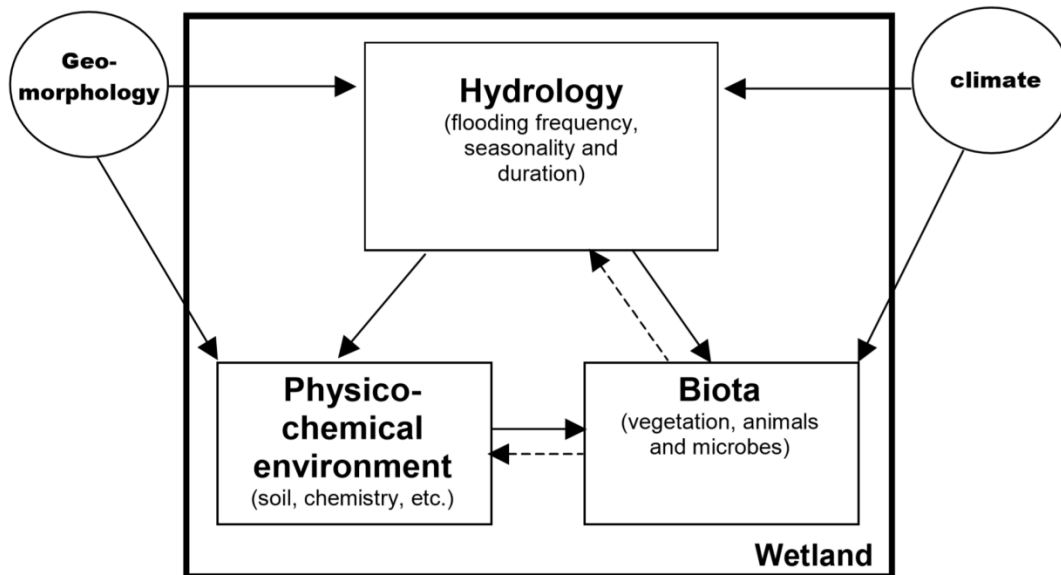 Geo-
morphology
climate
Hydrology
(flooding frequency,
seasonality and
duration)
Physico-
chemical
environment
(soil, chemistry, etc.)
Biota
(vegetation, animals
and microbes)
Wetland